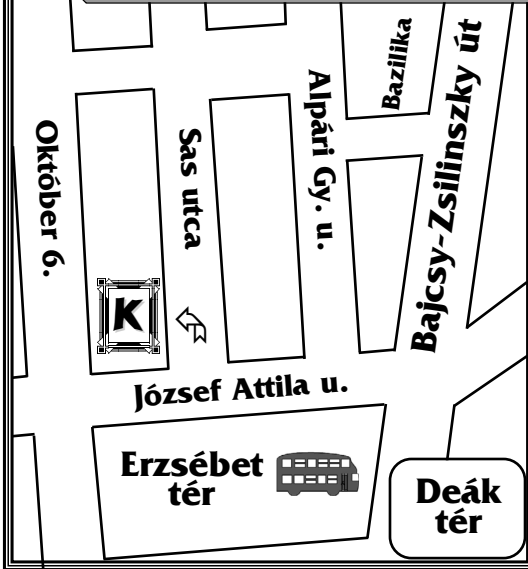 Bazilika
Bajcsy-Zsilinszky út
Alpári Gy. u.
Sas utca
Október 6.
K
József Attila u.
Erzsébet
tér
Deák
tér